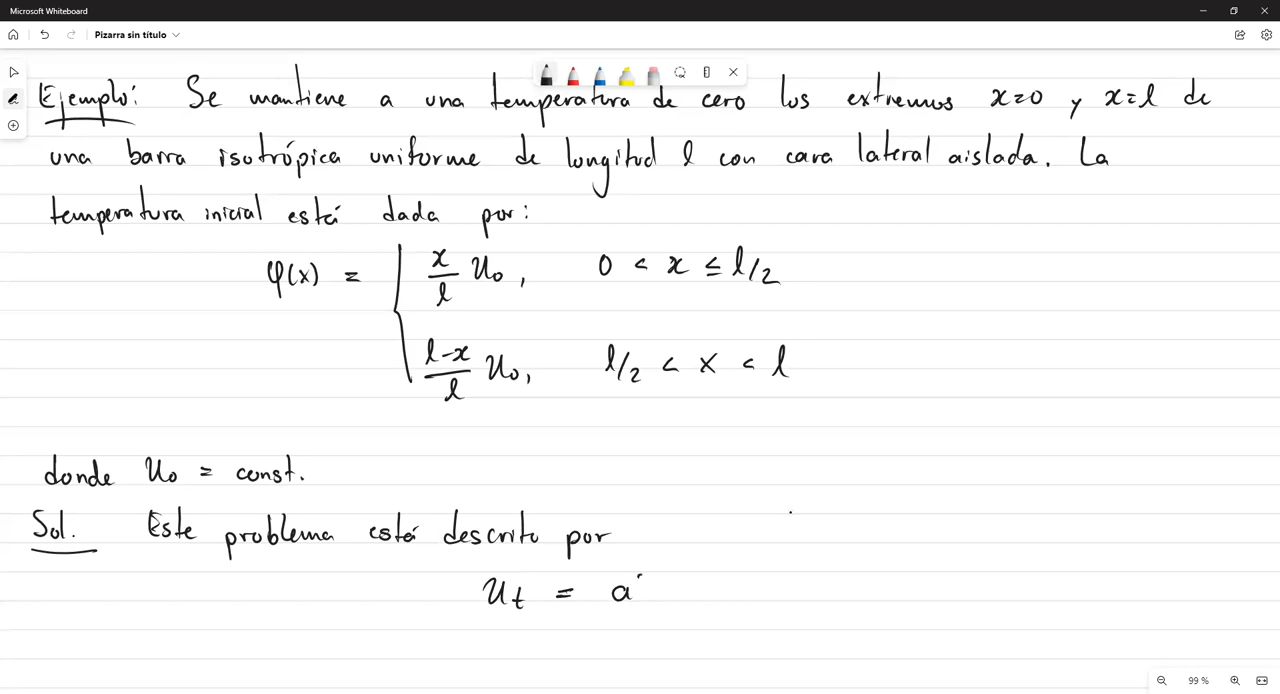 Microsoft Whiteboard
Pizarra sin título
Ejemplo: Se mantiene a una temperatura de cero los extremos x=0 y x=l de
una barra isotrópica uniforme de longitud l con cara lateral aislada. La
temperatura inicial está dada por:
φ(x) = { x/l u₀, 0 < x ≤ l/2
l-x/l u₀, l/2 < x < l
donde u₀ = const.
Sol. Este problema está descrito por
u_t = a
99 %